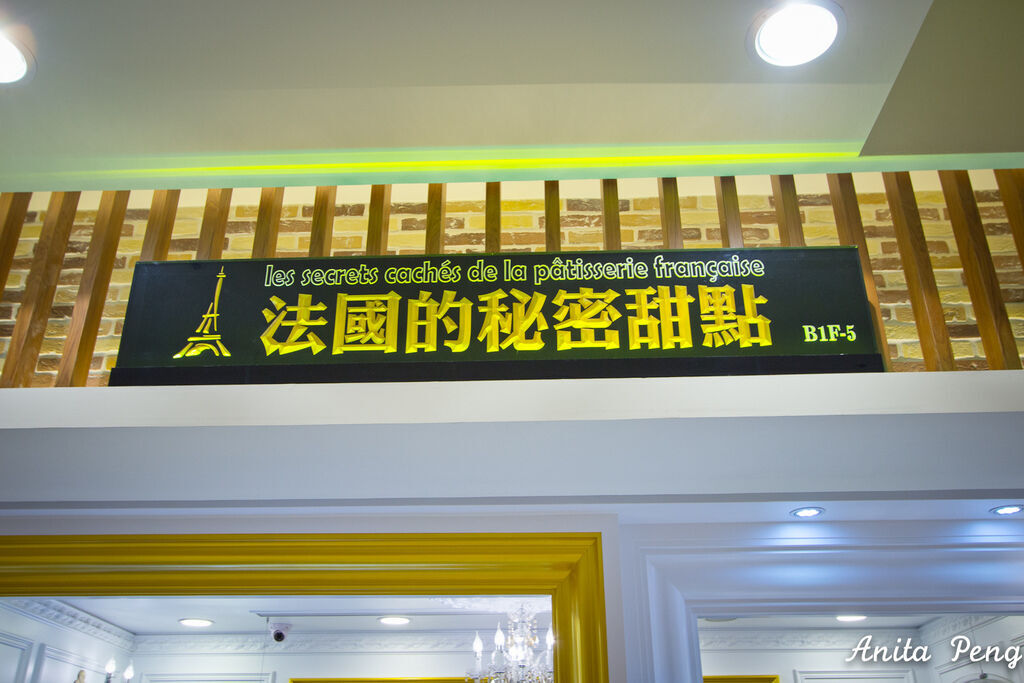 les secrets cachés de la pâtisserie française
法國的秘密甜點
B1F-5
Anita Peng